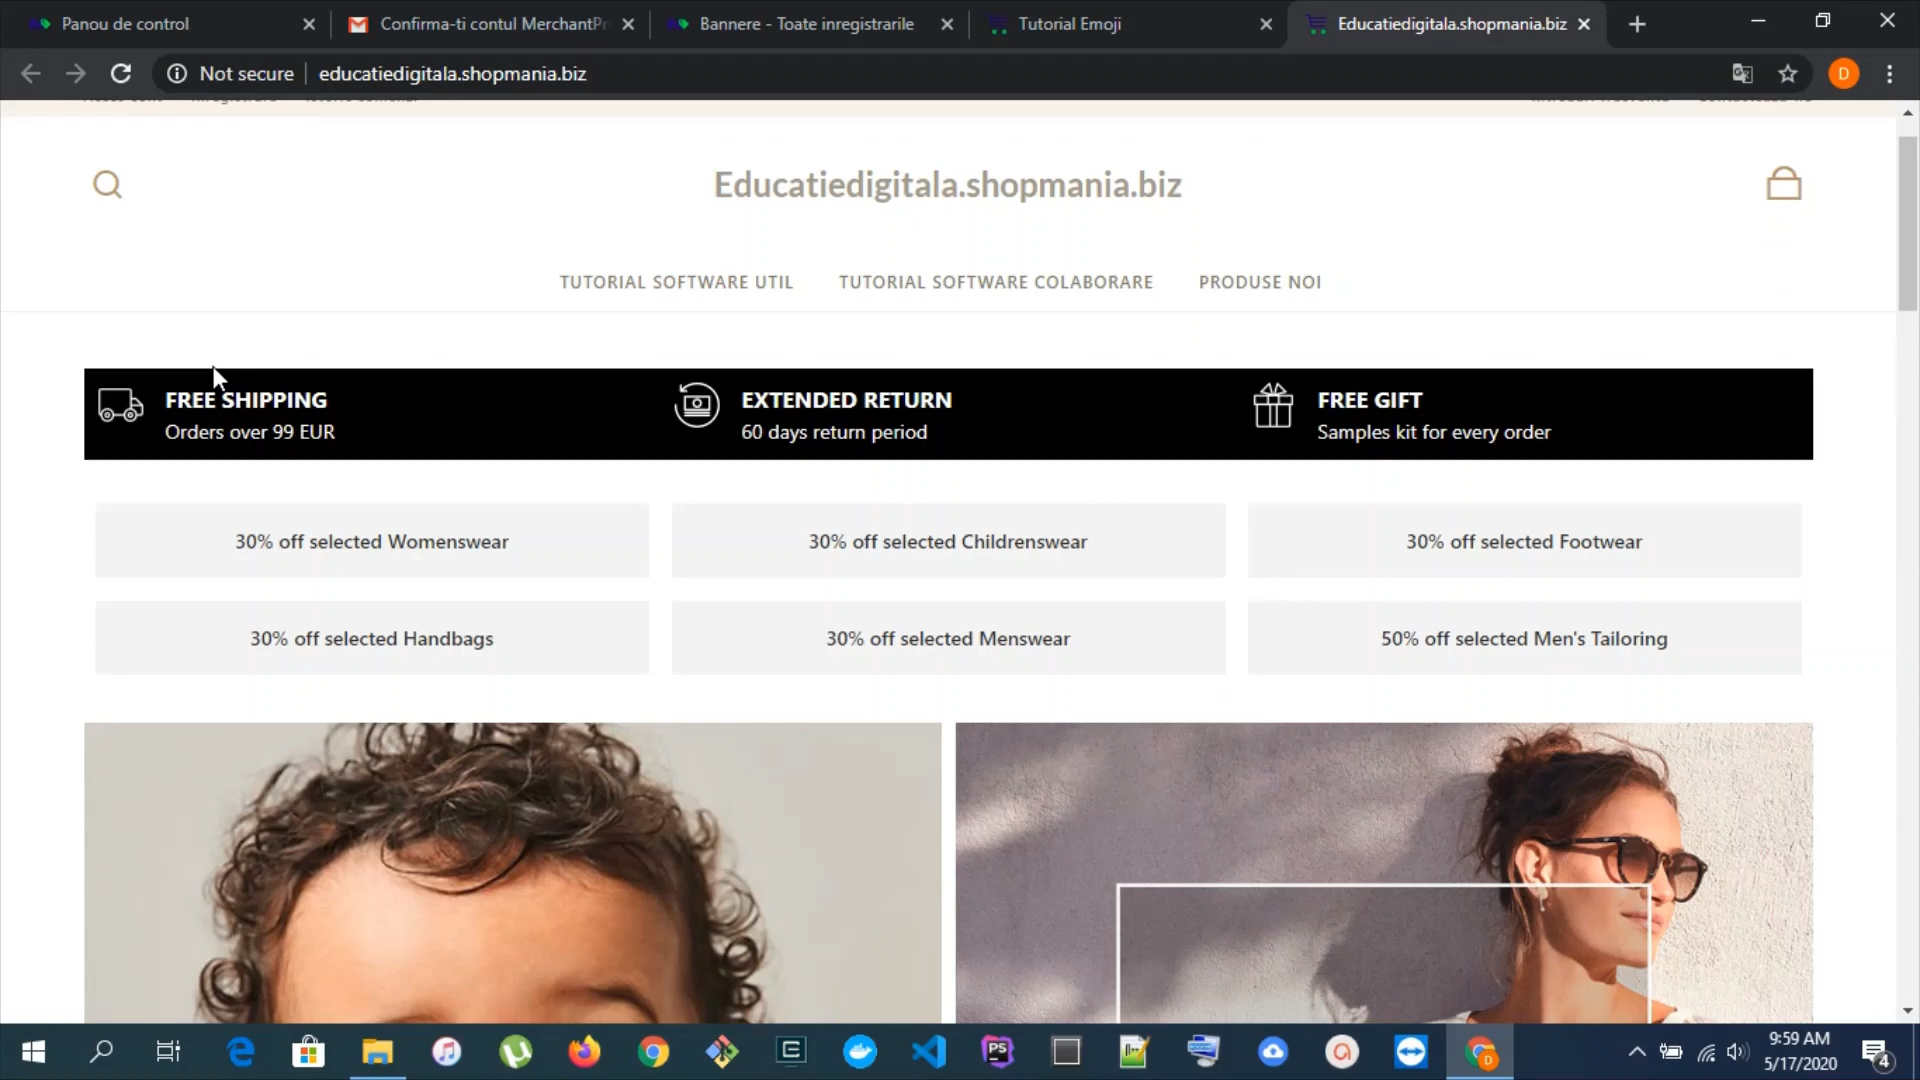 Panou de control
Confirma-ti contul MerchantPr
Bannere - Toate inregistrarile
Tutorial Emoji
Educatiedigitala.shopmania.biz
Not secure
educatiedigitala.shopmania.biz
D
Educatiedigitala.shopmania.biz
TUTORIAL SOFTWARE UTIL
TUTORIAL SOFTWARE COLABORARE
PRODUSE NOI
FREE SHIPPING
Orders over 99 EUR
EXTENDED RETURN
60 days return period
FREE GIFT
Samples kit for every order
30% off selected Womenswear
30% off selected Childrenswear
30% off selected Footwear
30% off selected Handbags
30% off selected Menswear
50% off selected Men's Tailoring
PS
D
9:59 AM
5/17/2020
4